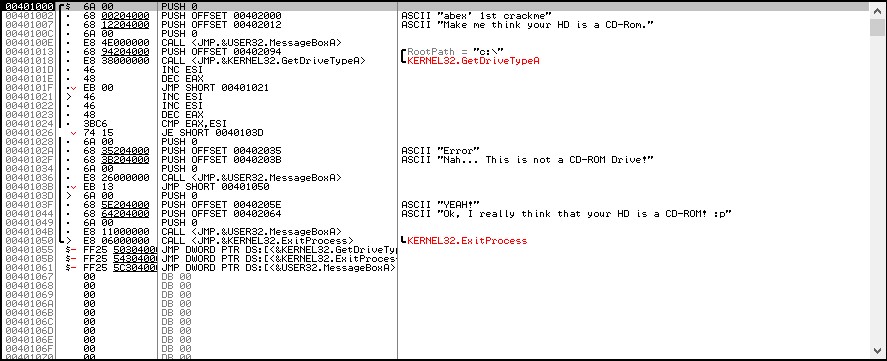 00401000 $ 6A 00 PUSH 0
00401002 . 68 00204000 PUSH OFFSET 00402000 ASCII "abex' 1st crackme"
00401007 . 68 12204000 PUSH OFFSET 00402012 ASCII "Make me think your HD is a CD-Rom."
0040100C . 6A 00 PUSH 0
0040100E . E8 4E000000 CALL <JMP.&USER32.MessageBoxA>
00401013 . 68 94204000 PUSH OFFSET 00402094 RootPath = "c:\"
00401018 . E8 38000000 CALL <JMP.&KERNEL32.GetDriveTypeA> KERNEL32.GetDriveTypeA
0040101D . 46 INC ESI
0040101E . 48 DEC EAX
0040101F . EB 00 JMP SHORT 00401021
00401021 > 46 INC ESI
00401022 . 46 INC ESI
00401023 . 48 DEC EAX
00401024 . 3BC6 CMP EAX,ESI
00401026 . 74 15 JE SHORT 0040103D
00401028 . 6A 00 PUSH 0
0040102A . 68 35204000 PUSH OFFSET 00402035 ASCII "Error"
0040102F . 68 3B204000 PUSH OFFSET 0040203B ASCII "Nah... This is not a CD-ROM Drive!"
00401034 . 6A 00 PUSH 0
00401036 . E8 26000000 CALL <JMP.&USER32.MessageBoxA>
0040103B . EB 13 JMP SHORT 00401050
0040103D > 6A 00 PUSH 0
0040103F . 68 5E204000 PUSH OFFSET 0040205E ASCII "YEAH!"
00401044 . 68 64204000 PUSH OFFSET 00402064 ASCII "Ok, I really think that your HD is a CD-ROM! :p"
00401049 . 6A 00 PUSH 0
0040104B . E8 11000000 CALL <JMP.&USER32.MessageBoxA>
00401050 > E8 06000000 CALL <JMP.&KERNEL32.ExitProcess> KERNEL32.ExitProcess
00401055 $- FF25 50304000 JMP DWORD PTR DS:[<&KERNEL32.GetDriveTy
0040105B $- FF25 54304000 JMP DWORD PTR DS:[<&KERNEL32.ExitProces
00401061 $- FF25 5C304000 JMP DWORD PTR DS:[<&USER32.MessageBoxA>
00401067 00 DB 00
00401068 00 DB 00
00401069 00 DB 00
0040106A 00 DB 00
0040106B 00 DB 00
0040106C 00 DB 00
0040106D 00 DB 00
0040106E 00 DB 00
0040106F 00 DB 00
00401070 00 DB 00